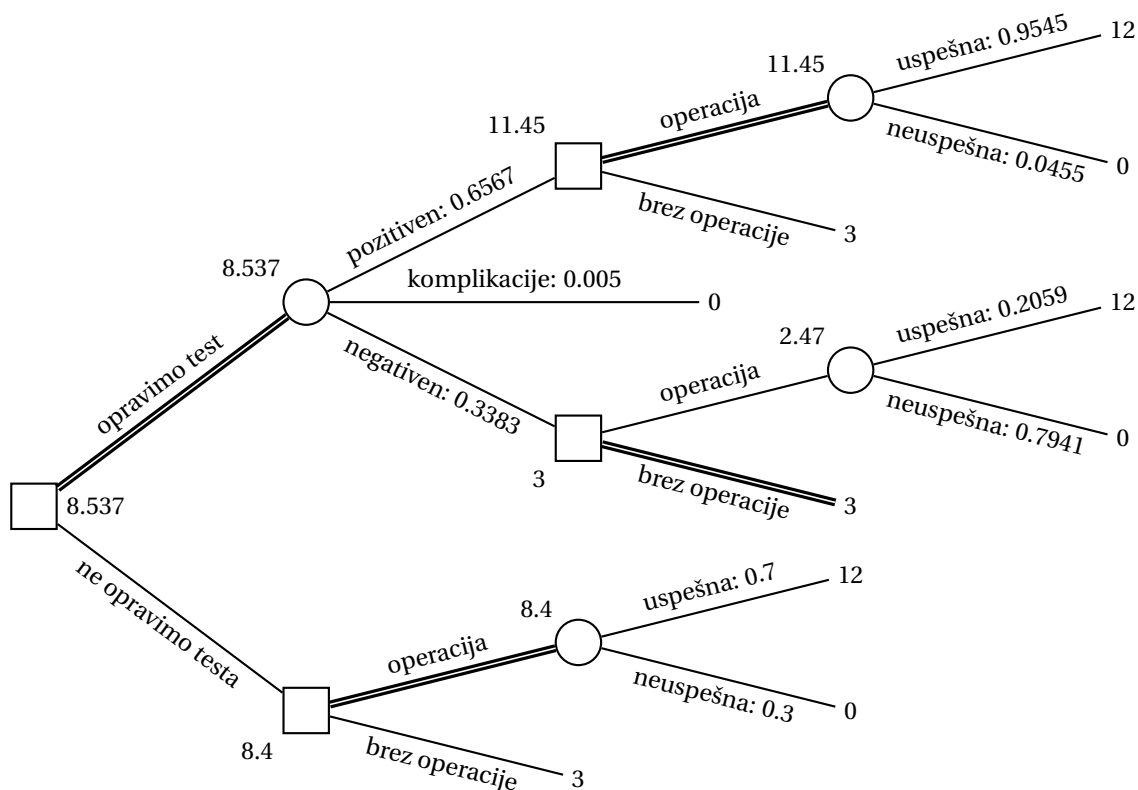 uspešna: 0.9545
12
11.45
operacija
neuspešna: 0.0455
0
11.45
brez operacije
3
pozitiven: 0.6567
8.537
komplikacije: 0.005
0
negativen: 0.3383
uspešna: 0.2059
12
2.47
operacija
neuspešna: 0.7941
0
3
brez operacije
3
opravimo test
8.537
ne opravimo testa
uspešna: 0.7
12
8.4
operacija
neuspešna: 0.3
0
8.4
brez operacije
3